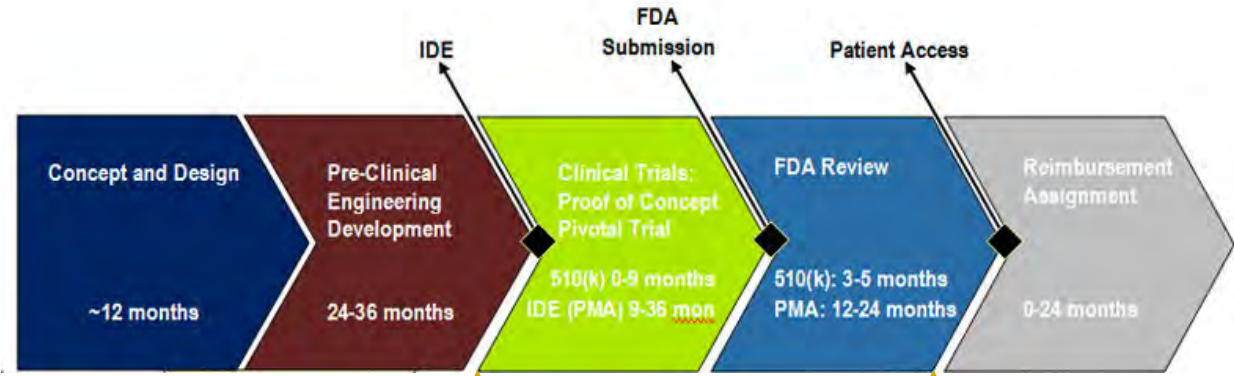 IDE
FDA
Submission
Patient Access
Concept and Design
~12 months
Pre-Clinical
Engineering
Development
24-36 months
Clinical Trials:
Proof of Concept
Pivotal Trial
510(k) 0-9 months
IDE (PMA) 9-36 mon
FDA Review
510(k): 3-5 months
PMA: 12-24 months
Reimbursement
Assignment
0-24 months